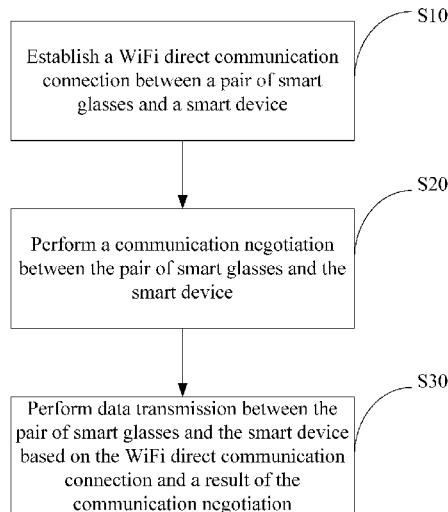 S10
Establish a WiFi direct communication
connection between a pair of smart
glasses and a smart device
S20
Perform a communication negotiation
between the pair of smart glasses and the
smart device
S30
Perform data transmission between the
pair of smart glasses and the smart device
based on the WiFi direct communication
connection and a result of the
communication negotiation